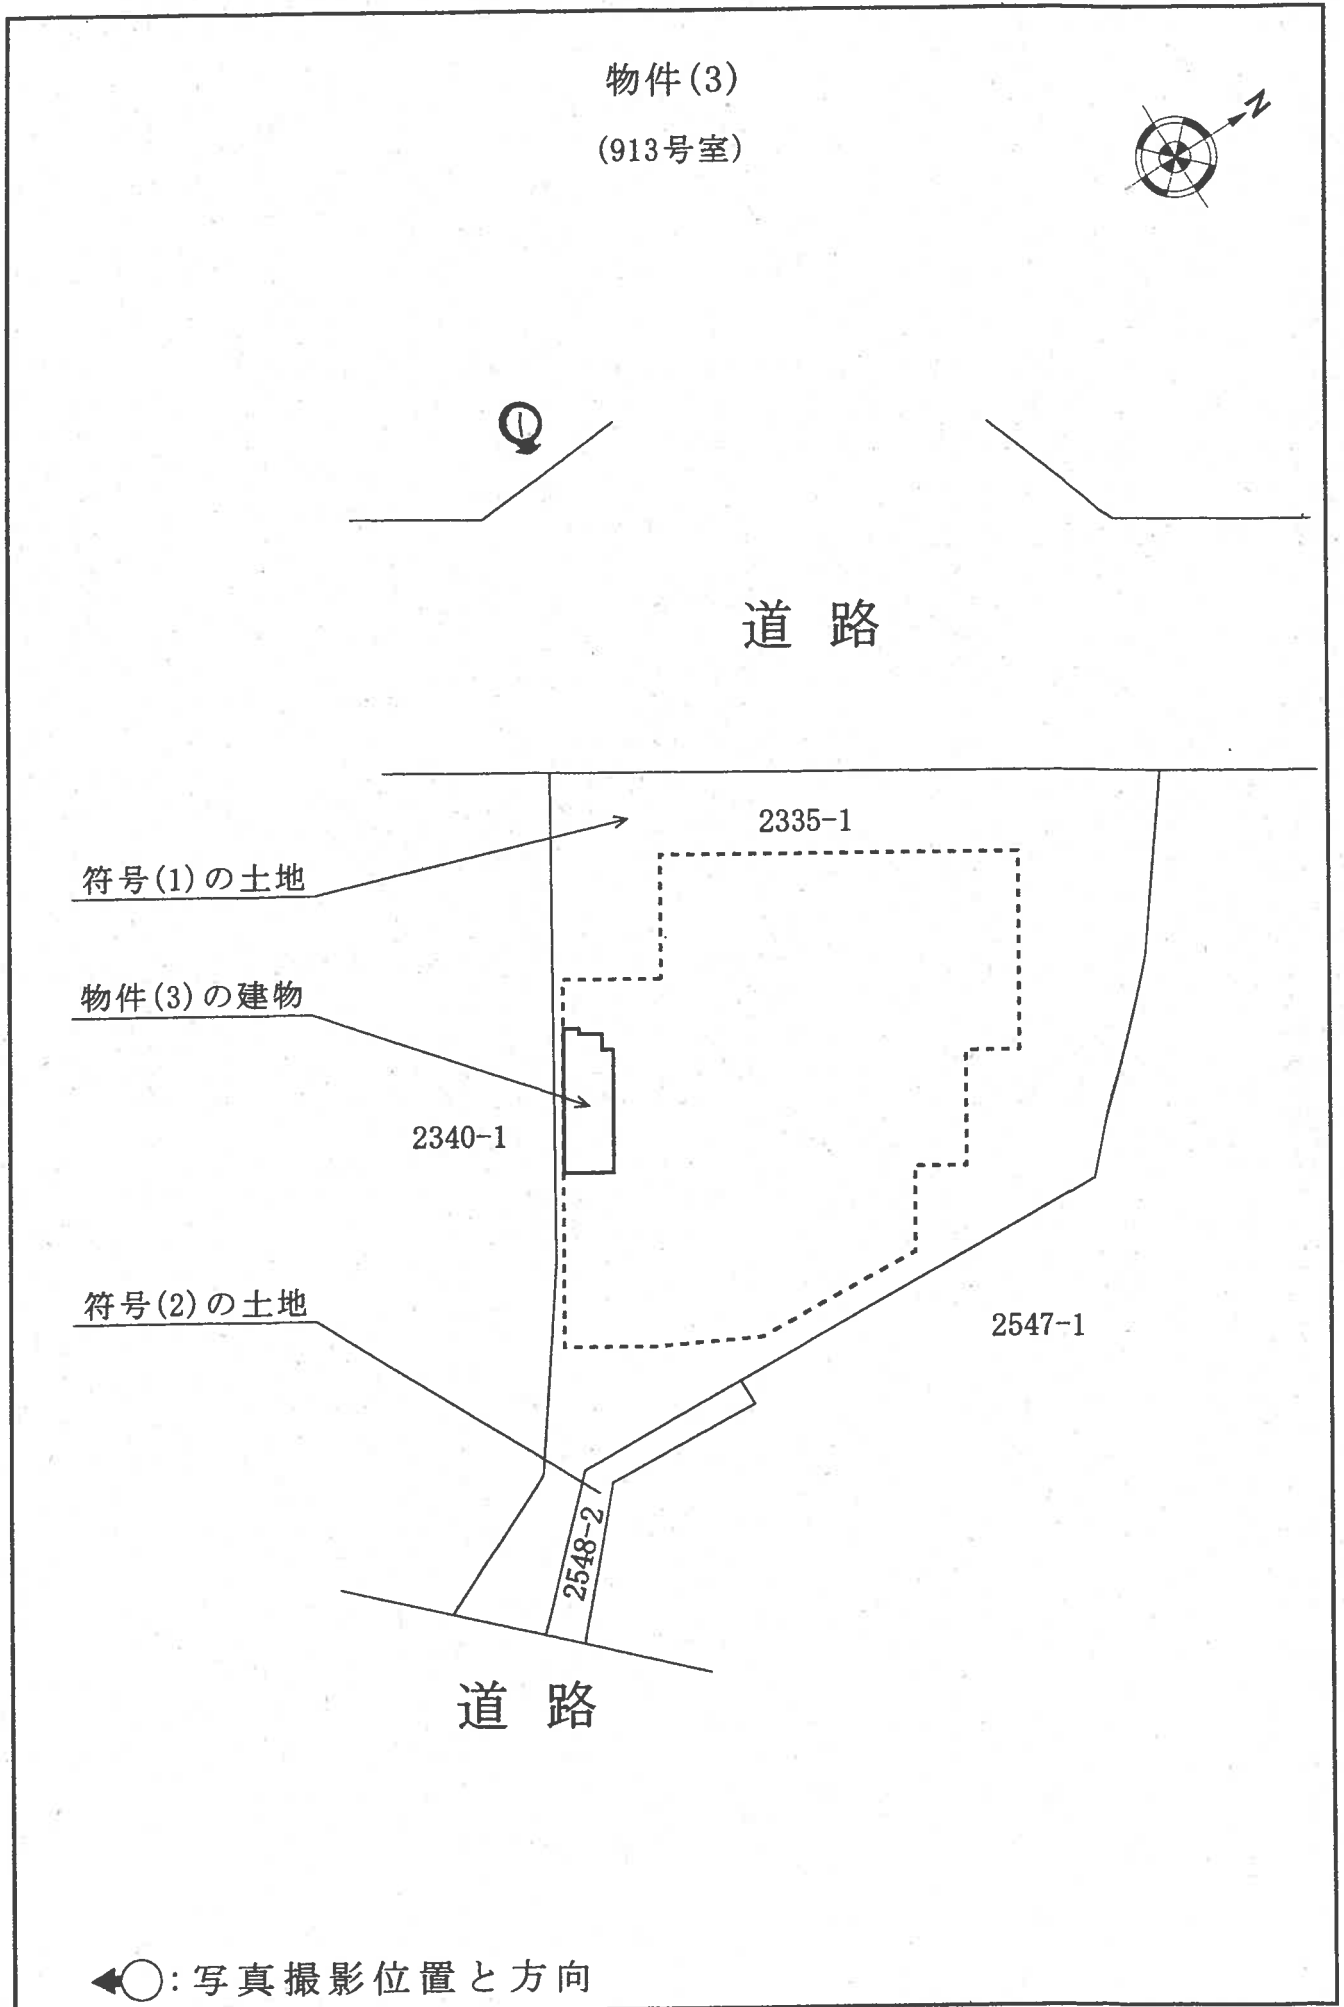 物件(3)
(913号室)
N
1
道 路
2335-1
符号(1)の土地
物件(3)の建物
2340-1
符号(2)の土地
2547-1
2548-2
道 路
:写真撮影位置と方向